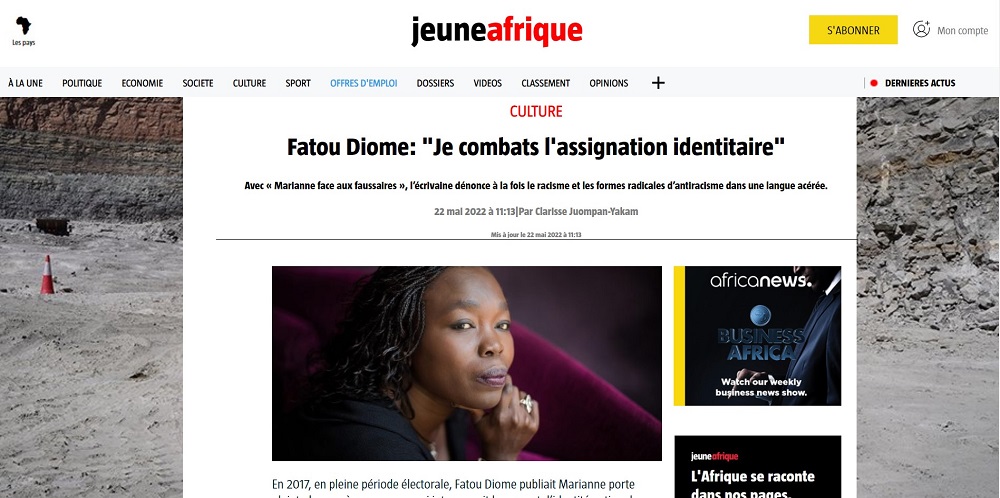 Les pays
jeuneafrique
S'ABONNER
Mon compte
À LA UNE POLITIQUE ECONOMIE SOCIETE CULTURE SPORT OFFRES D'EMPLOI DOSSIERS VIDEOS CLASSEMENT OPINIONS + DERNIERES ACTUS
CULTURE
Fatou Diome: "Je combats l'assignation identitaire"
Avec « Marianne face aux faussaires », l'écrivaine dénonce à la fois le racisme et les formes radicales d'antiracisme dans une langue acérée.
22 mai 2022 à 11:13|Par Clarisse Juompan-Yakam
Mis à jour le 22 mai 2022 à 11:13
africanews.
BUSINESS
AFRICA
Watch our weekly
business news show.
jeuneafrique
L'Afrique se raconte
dans nos pages.
En 2017, en pleine période électorale, Fatou Diome publiait Marianne porte